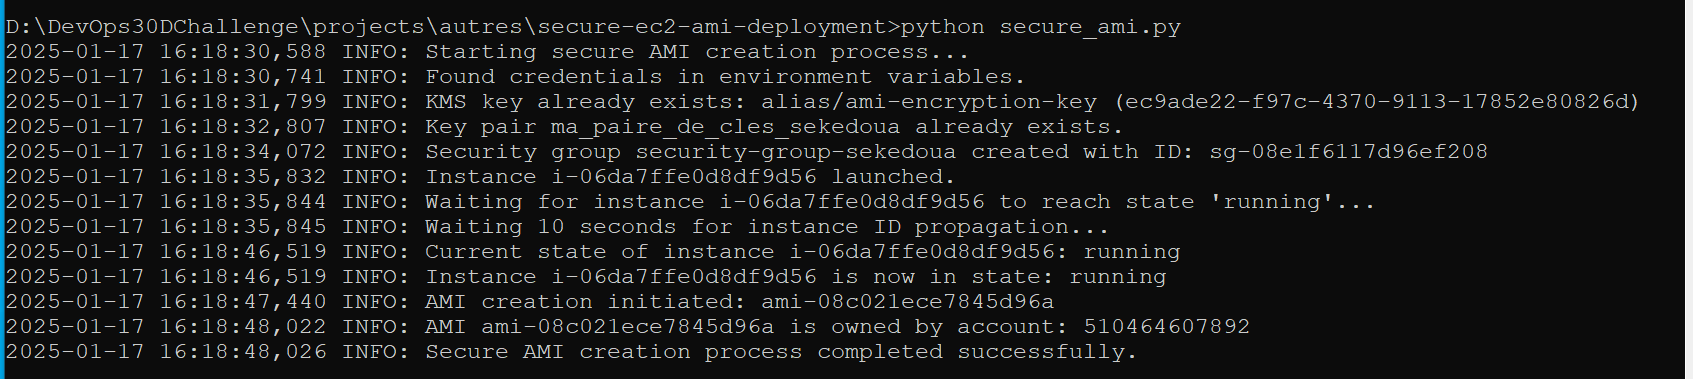 D:\DevOps30DChallenge\projects\autres\secure-ec2-ami-deployment>python secure_ami.py
2025-01-17 16:18:30,588 INFO: Starting secure AMI creation process...
2025-01-17 16:18:30,741 INFO: Found credentials in environment variables.
2025-01-17 16:18:31,799 INFO: KMS key already exists: alias/ami-encryption-key (ec9ade22-f97c-4370-9113-17852e80826d)
2025-01-17 16:18:32,807 INFO: Key pair ma_paire_de_cles_sekedoua already exists.
2025-01-17 16:18:34,072 INFO: Security group security-group-sekedoua created with ID: sg-08e1f6117d96ef208
2025-01-17 16:18:35,832 INFO: Instance i-06da7ffe0d8df9d56 launched.
2025-01-17 16:18:35,844 INFO: Waiting for instance i-06da7ffe0d8df9d56 to reach state 'running'...
2025-01-17 16:18:35,845 INFO: Waiting 10 seconds for instance ID propagation...
2025-01-17 16:18:46,519 INFO: Current state of instance i-06da7ffe0d8df9d56: running
2025-01-17 16:18:46,519 INFO: Instance i-06da7ffe0d8df9d56 is now in state: running
2025-01-17 16:18:47,440 INFO: AMI creation initiated: ami-08c021ece7845d96a
2025-01-17 16:18:48,022 INFO: AMI ami-08c021ece7845d96a is owned by account: 510464607892
2025-01-17 16:18:48,026 INFO: Secure AMI creation process completed successfully.